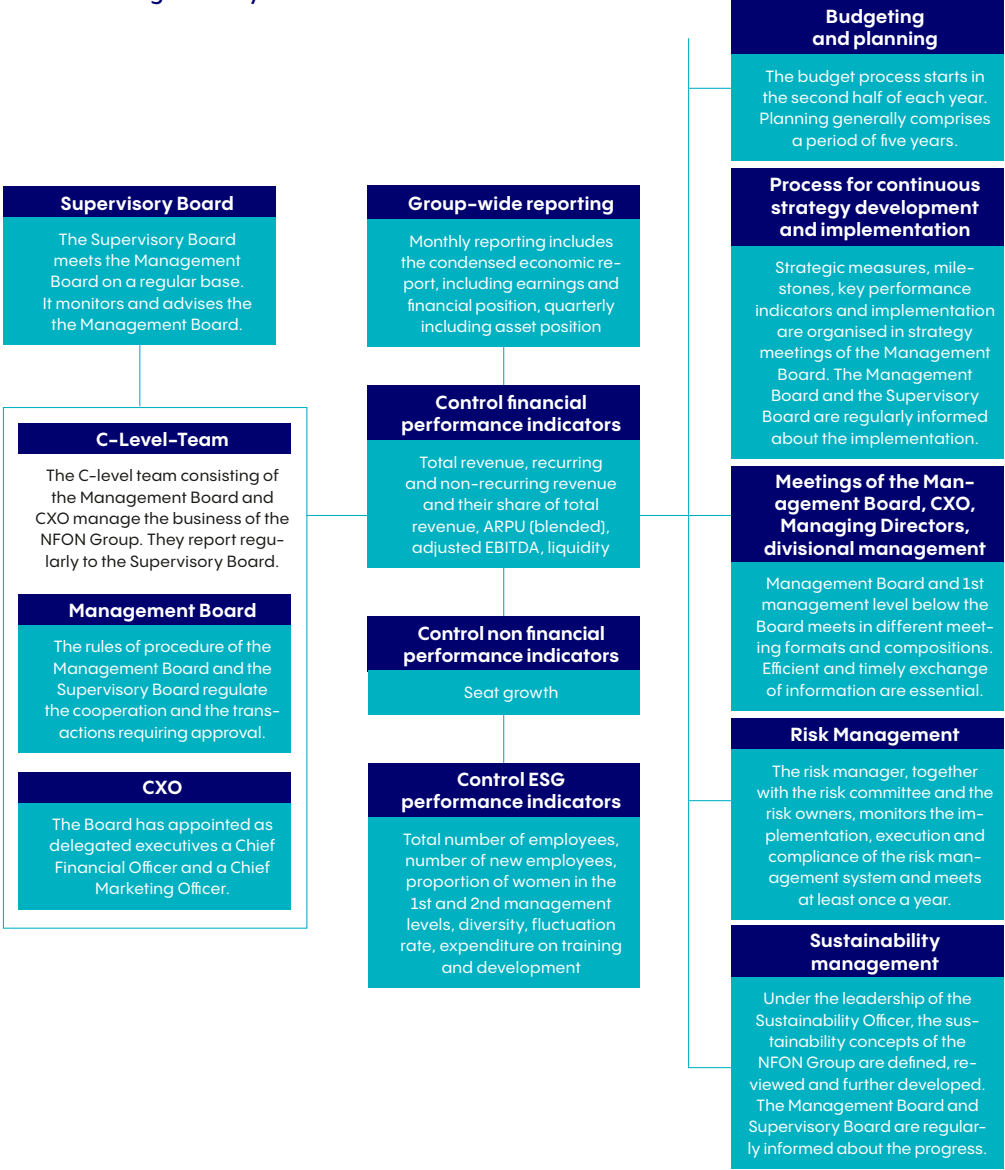 Supervisory Board
The Supervisory Board
meets the Management
Board on a regular base.
It monitors and advises the
the Management Board.
C-Level-Team
The C-level team consisting of
the Management Board and
CXO manage the business of the
NFON Group. They report regu-
larly to the Supervisory Board.
Management Board
The rules of procedure of the
Management Board and the
Supervisory Board regulate
the cooperation and the trans-
actions requiring approval.
CXO
The Board has appointed as
delegated executives a Chief
Financial Officer and a Chief
Marketing Officer.
Group-wide reporting
Monthly reporting includes
the condensed economic re-
port, including earnings and
financial position, quarterly
including asset position
Control financial
performance indicators
Total revenue, recurring
and non-recurring revenue
and their share of total
revenue, ARPU (blended),
adjusted EBITDA, liquidity
Control non financial
performance indicators
Seat growth
Control ESG
performance indicators
Total number of employees,
number of new employees,
proportion of women in the
1st and 2nd management
levels, diversity, fluctuation
rate, expenditure on training
and development
Budgeting
and planning
The budget process starts in
the second half of each year.
Planning generally comprises
a period of five years.
Process for continuous
strategy development
and implementation
Strategic measures, mile-
stones, key performance
indicators and implementation
are organised in strategy
meetings of the Management
Board. The Management
Board and the Supervisory
Board are regularly informed
about the implementation.
Meetings of the Man-
agement Board, CXO,
Managing Directors,
divisional management
Management Board and 1st
management level below the
Board meets in different meet-
ing formats and compositions.
Efficient and timely exchange
of information are essential.
Risk Management
The risk manager, together
with the risk committee and the
risk owners, monitors the im-
plementation, execution and
compliance of the risk man-
agement system and meets
at least once a year.
Sustainability
management
Under the leadership of the
Sustainability Officer, the sus-
tainability concepts of the
NFON Group are defined, re-
viewed and further developed.
The Management Board and
Supervisory Board are regular-
ly informed about the progress.